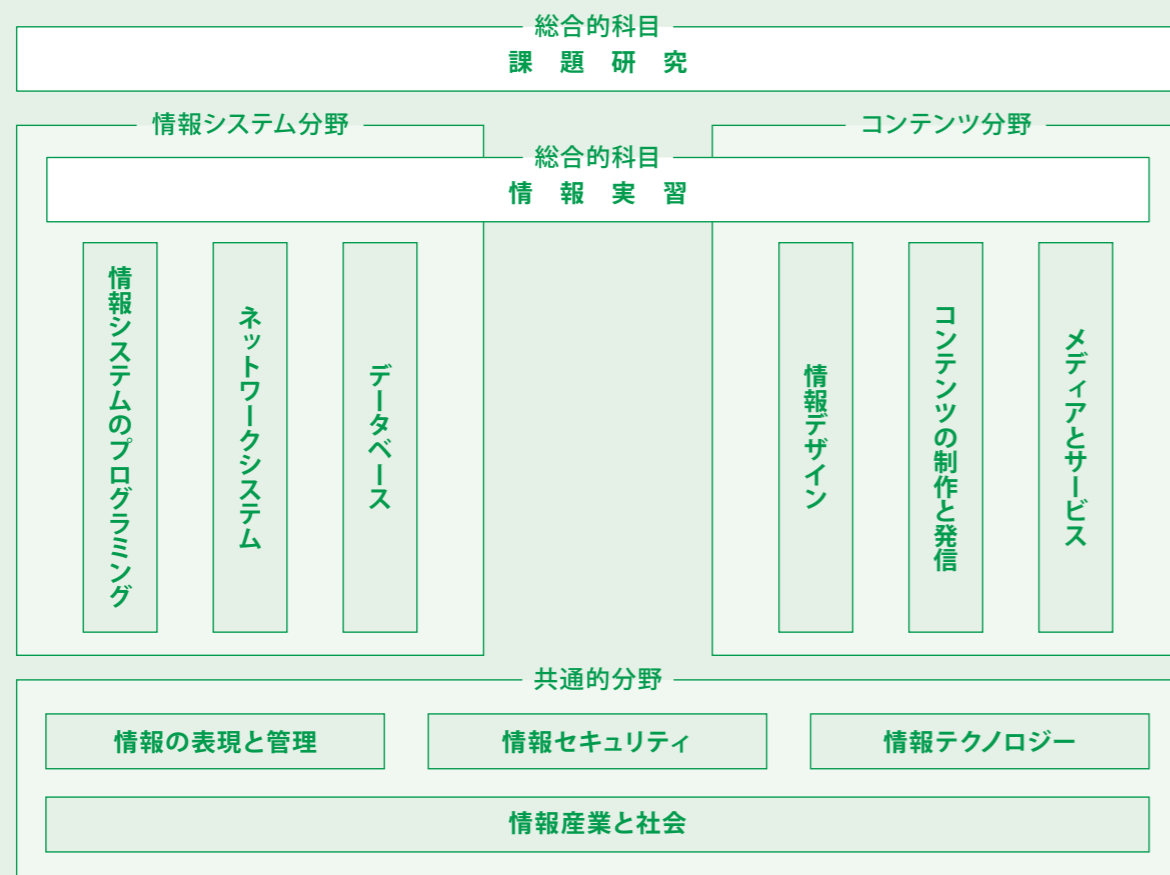 総合的科目
課題研究
情報システム分野
コンテンツ分野
総合的科目
情報実習
情報システムのプログラミング
ネットワークシステム
データベース
情報デザイン
コンテンツの制作と発信
メディアとサービス
共通的分野
情報の表現と管理
情報セキュリティ
情報テクノロジー
情報産業と社会